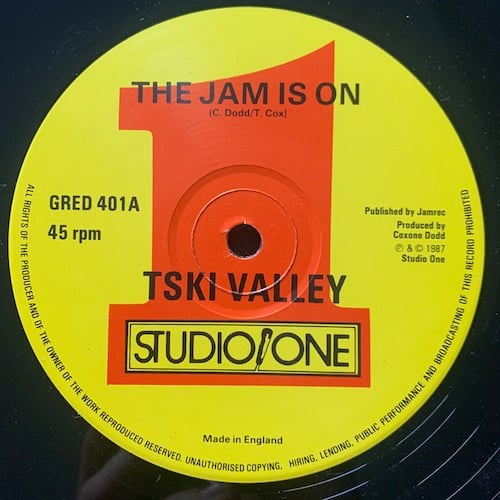 THE JAM IS ON
(C. Dodd/T. Cox)
GRED 401A
45 rpm
Published by Jamrec
Produced by
Coxone Dodd
℗ & © 1987
Studio One
TSKI VALLEY
STUDIO ONE
Made in England
ALL RIGHTS OF THE PRODUCER AND OF THE OWNER OF THE WORK REPRODUCED RESERVED. UNAUTHORISED COPYING, HIRING, LENDING, PUBLIC PERFORMANCE AND BROADCASTING OF THIS RECORD PROHIBITED
1